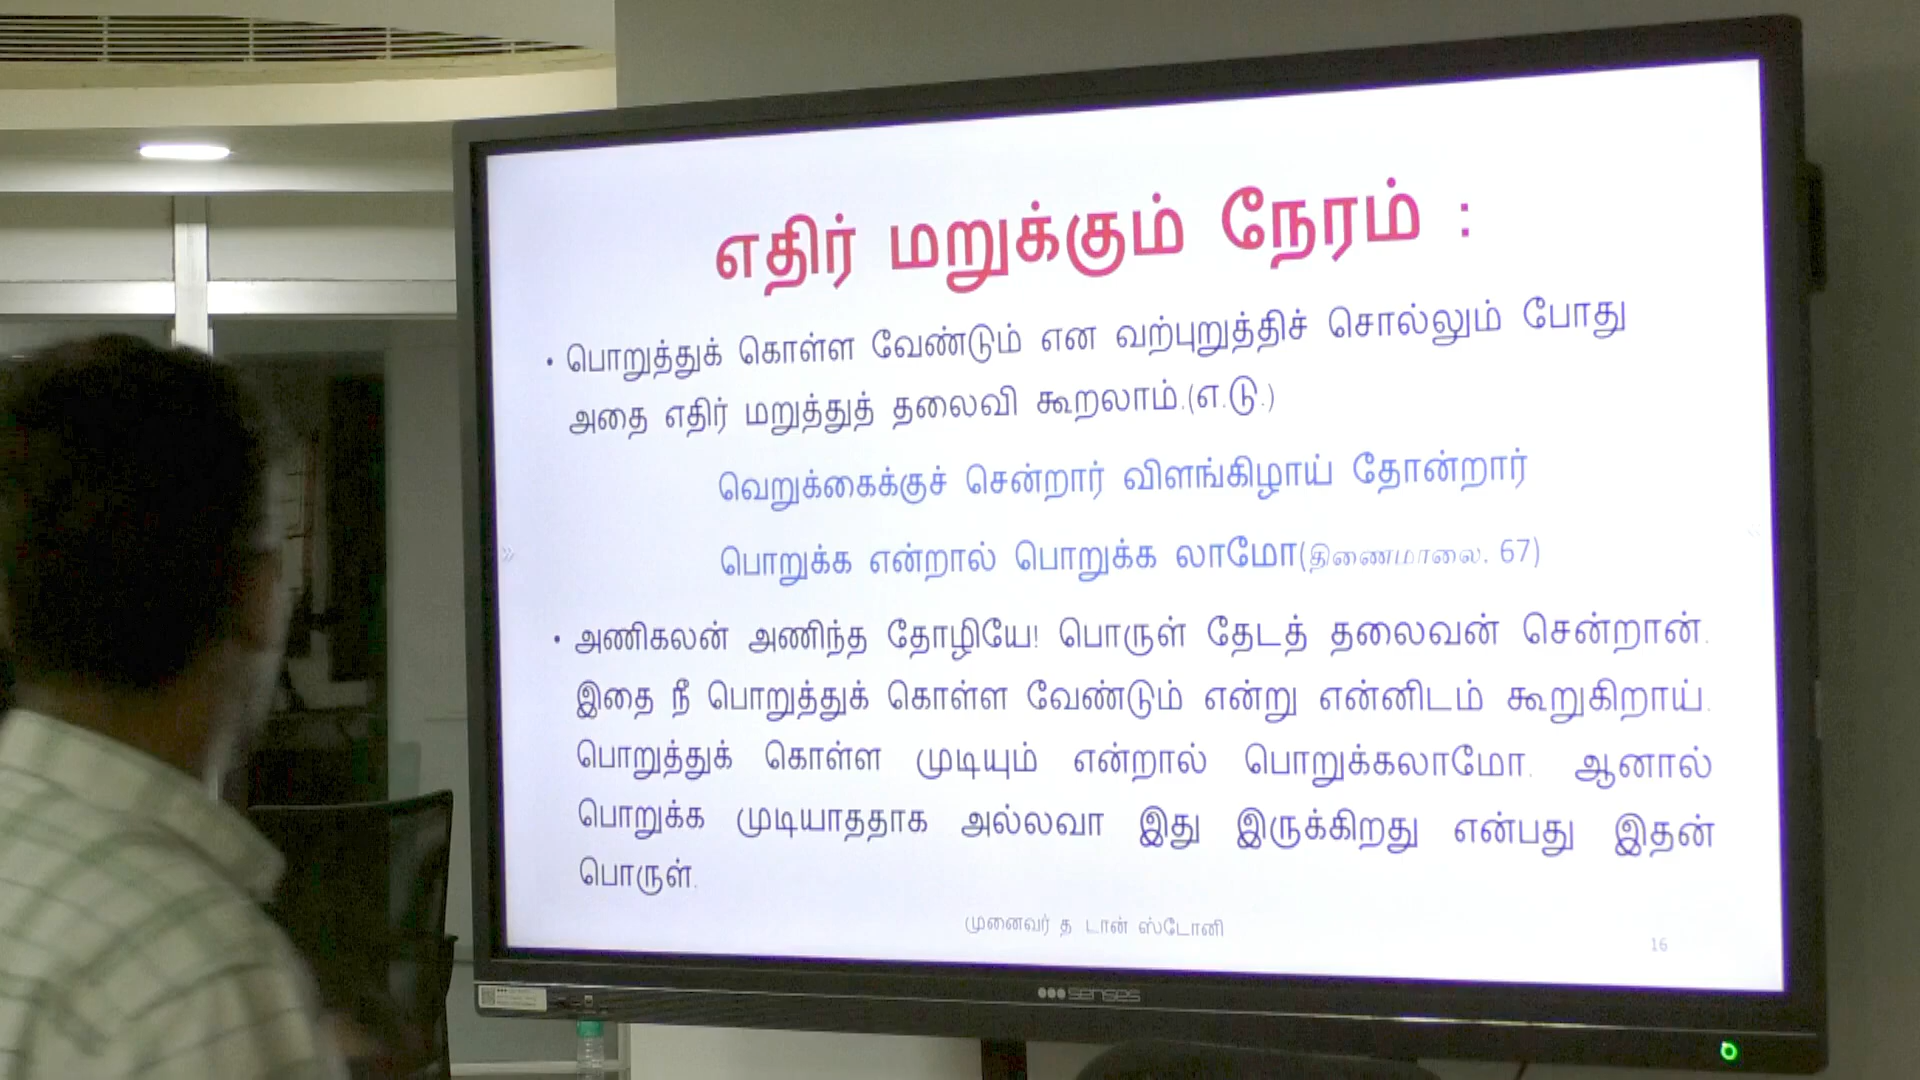 எதிர் மறுக்கும் நேரம் :
• பொறுத்துக் கொள்ள வேண்டும் என வற்புறுத்திச் சொல்லும் போது
அதை எதிர் மறுத்துத் தலைவி கூறலாம்.(எ.டு.)
வெறுக்கைக்குச் சென்றார் விளங்கிழாய் தோன்றார்
பொறுக்க என்றால் பொறுக்க லாமோ(திணைமாலை. 67)
• அணிகலன் அணிந்த தோழியே! பொருள் தேடத் தலைவன் சென்றான்.
இதை நீ பொறுத்துக் கொள்ள வேண்டும் என்று என்னிடம் கூறுகிறாய்.
பொறுத்துக் கொள்ள முடியும் என்றால் பொறுக்கலாமோ. ஆனால்
பொறுக்க முடியாததாக அல்லவா இது இருக்கிறது என்பது இதன்
பொருள்.
முனைவர் த டான் ஸ்டோனி
16
senses